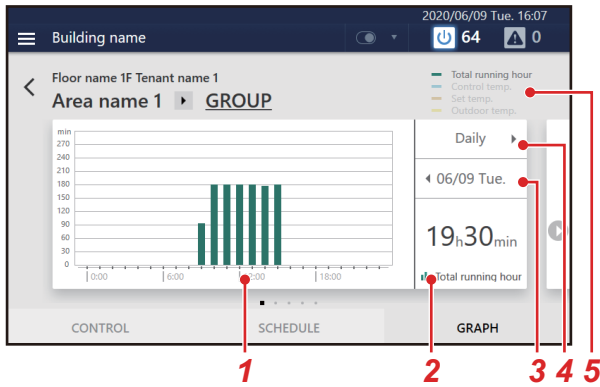 2020/06/09 Tue. 16:07
Building name
64
0
Floor name 1F Tenant name 1
Area name 1
GROUP
Total running hour
Control temp.
Set temp.
Outdoor temp.
min
270
240
210
180
150
120
90
60
30
0
0:00
6:00
18:00
Daily
06/09 Tue.
19h30min
Total running hour
CONTROL
SCHEDULE
GRAPH
1
2
3
4
5